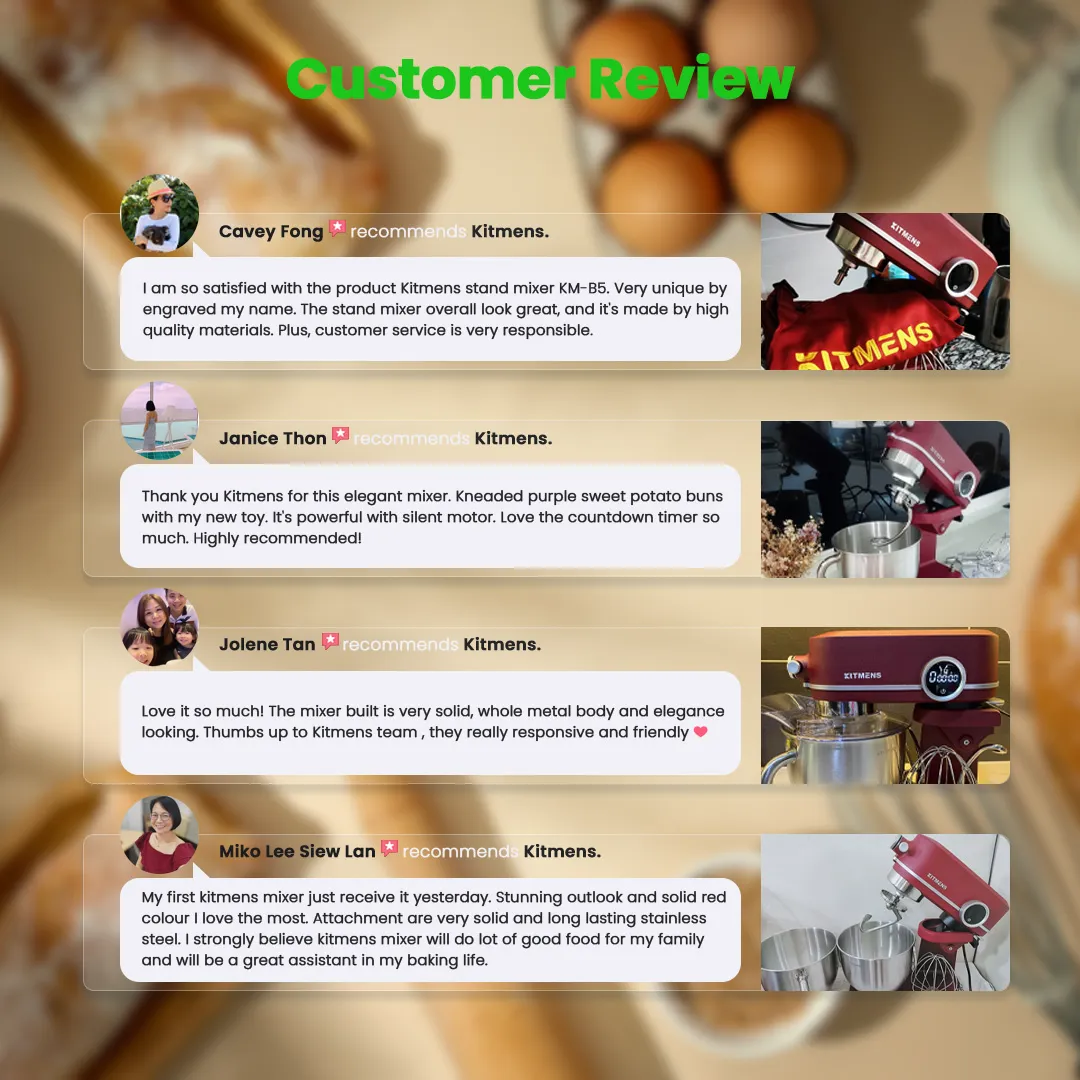 Customer Review
Cavey Fong recommends Kitmens.
I am so satisfied with the product Kitmens stand mixer KM-B5. Very unique by
engraved my name. The stand mixer overall look great, and it's made by high
quality materials. Plus, customer service is very responsible.
KITMENS
KITMENS
Janice Thon recommends Kitmens.
Thank you Kitmens for this elegant mixer. Kneaded purple sweet potato buns
with my new toy. It's powerful with silent motor. Love the countdown timer so
much. Highly recommended!
Jolene Tan recommends Kitmens.
Love it so much! The mixer built is very solid, whole metal body and elegance
looking. Thumbs up to Kitmens team , they really responsive and friendly
KITMENS
Miko Lee Siew Lan recommends Kitmens.
My first kitmens mixer just receive it yesterday. Stunning outlook and solid red
colour I love the most. Attachment are very solid and long lasting stainless
steel. I strongly believe kitmens mixer will do lot of good food for my family
and will be a great assistant in my baking life.
KITMENS